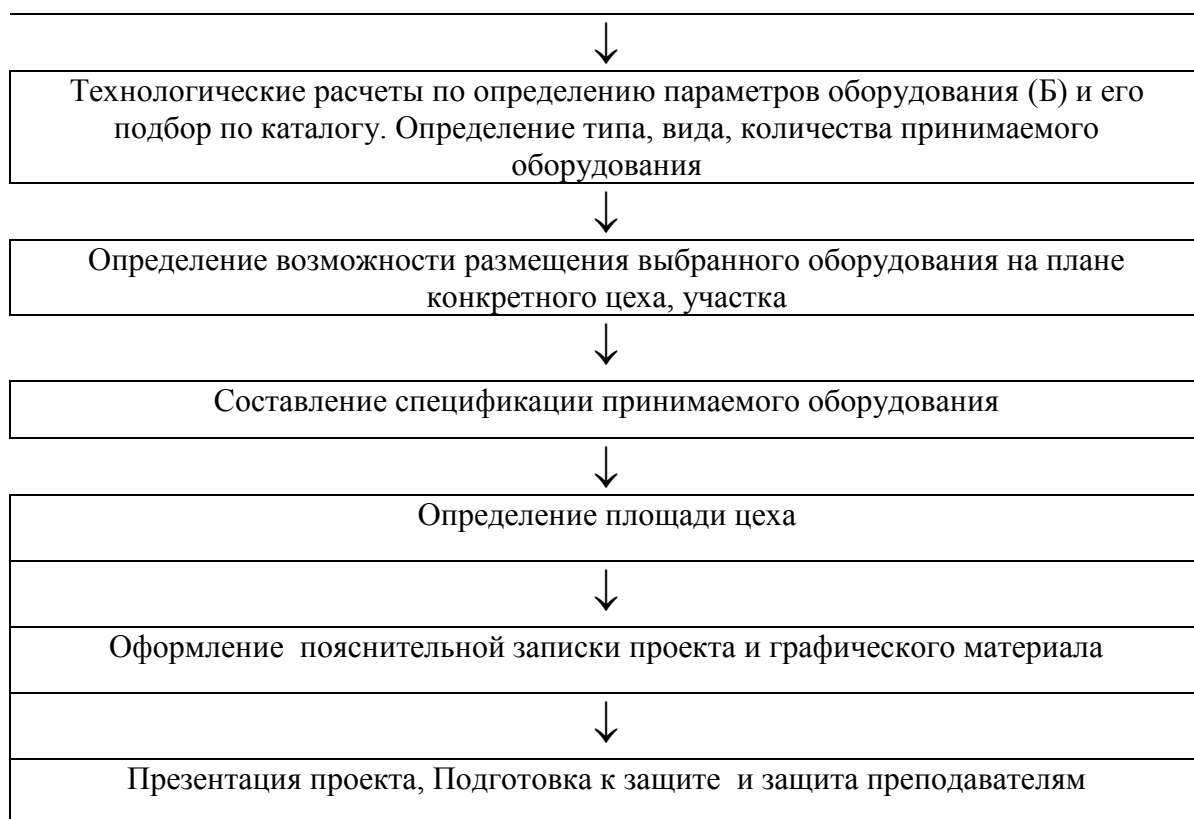 Технологические расчеты по определению параметров оборудования (Б) и его
подбор по каталогу. Определение типа, вида, количества принимаемого
оборудования
Определение возможности размещения выбранного оборудования на плане
конкретного цеха, участка
Составление спецификации принимаемого оборудования
Определение площади цеха
Оформление пояснительной записки проекта и графического материала
Презентация проекта, Подготовка к защите и защита преподавателям